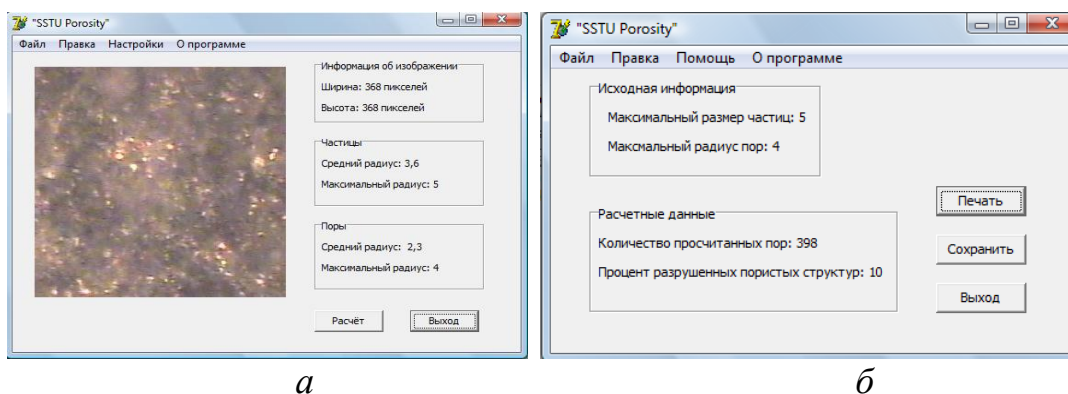 "SSTU Porosity"
Файл Правка Настройки О программе
Информация об изображении
Ширина: 368 пикселей
Высота: 368 пикселей
Частицы
Средний радиус: 3,6
Максимальный радиус: 5
Поры
Средний радиус: 2,3
Максимальный радиус: 4
Расчёт
Выход
а
"SSTU Porosity"
Файл Правка Помощь О программе
Исходная информация
Максимальный размер частиц: 5
Максмальный радиус пор: 4
Расчетные данные
Количество просчитанных пор: 398
Процент разрушенных пористых структур: 10
Печать
Сохранить
Выход
б